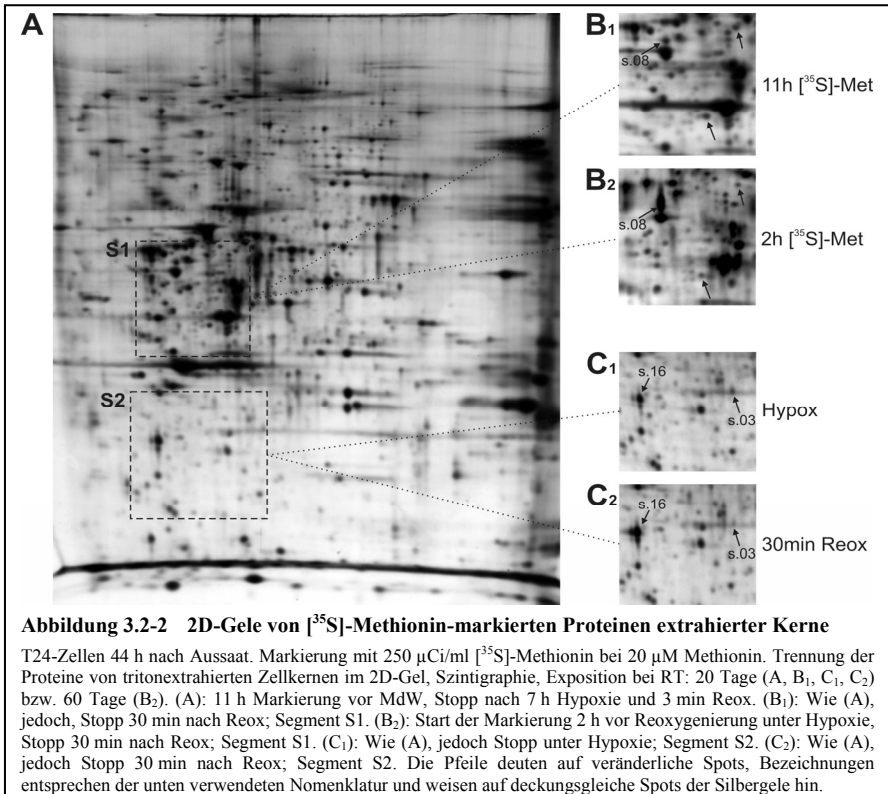 A
S1
S2
B₁
s.08
11h [³⁵S]-Met
B₂
s.08
2h [³⁵S]-Met
C₁
s.16
s.03
Hypox
C₂
s.16
s.03
30min Reox
Abbildung 3.2-2 2D-Gele von [³⁵S]-Methionin-markierten Proteinen extrahierter Kerne
T24-Zellen 44 h nach Aussaat. Markierung mit 250 µCi/ml [³⁵S]-Methionin bei 20 µM Methionin. Trennung der
Proteine von tritonextrahierten Zellkernen im 2D-Gel, Szintigraphie, Exposition bei RT: 20 Tage (A, B₁, C₁, C₂)
bzw. 60 Tage (B₂). (A): 11 h Markierung vor MdW, Stopp nach 7 h Hypoxie und 3 min Reox. (B₁): Wie (A),
jedoch, Stopp 30 min nach Reox; Segment S1. (B₂): Start der Markierung 2 h vor Reoxygenierung unter Hypoxie,
Stopp 30 min nach Reox; Segment S1. (C₁): Wie (A), jedoch Stopp unter Hypoxie; Segment S2. (C₂): Wie (A),
jedoch Stopp 30 min nach Reox; Segment S2. Die Pfeile deuten auf veränderliche Spots, Bezeichnungen
entsprechen der unten verwendeten Nomenklatur und weisen auf deckungsgleiche Spots der Silbergele hin.